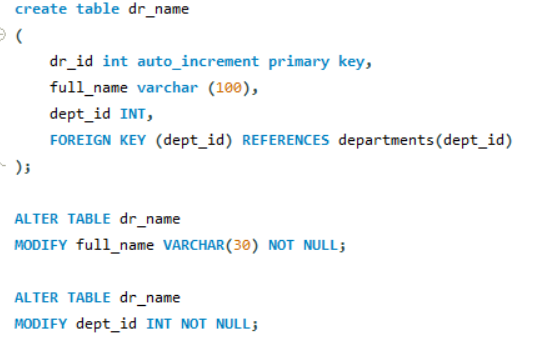 create table dr_name
(
dr_id int auto_increment primary key,
full_name varchar (100),
dept_id INT,
FOREIGN KEY (dept_id) REFERENCES departments(dept_id)
);
ALTER TABLE dr_name
MODIFY full_name VARCHAR(30) NOT NULL;
ALTER TABLE dr_name
MODIFY dept_id INT NOT NULL;